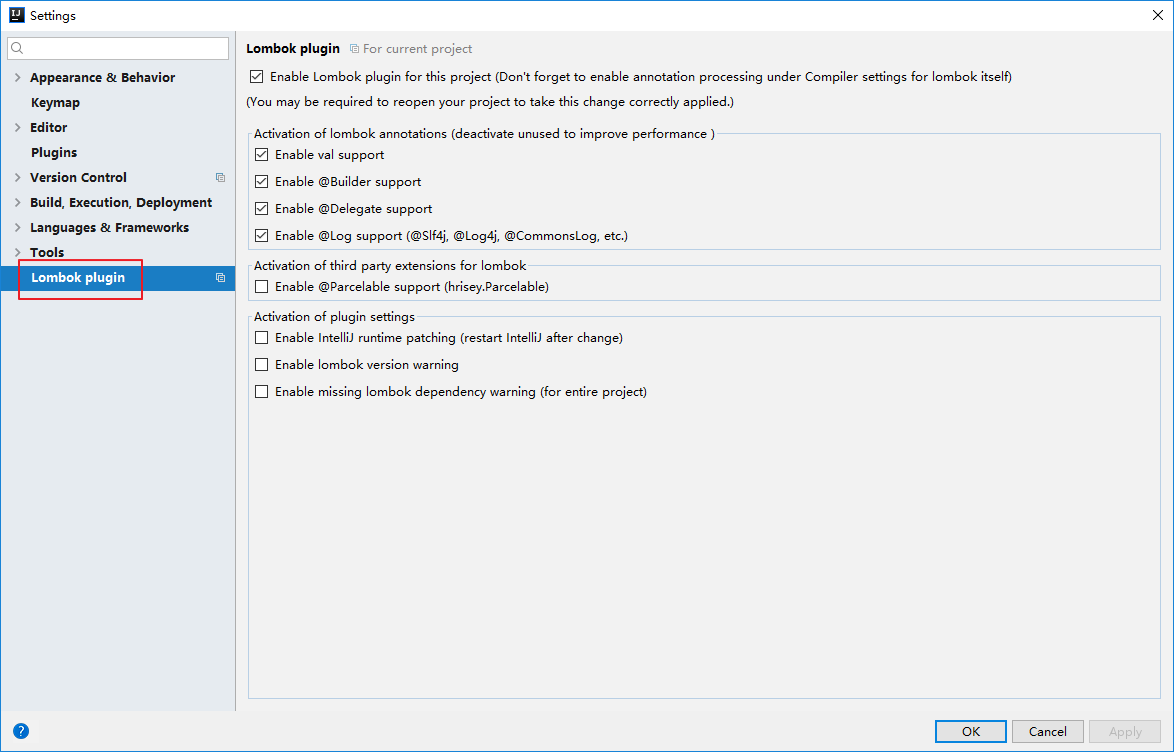 IJ Settings
Appearance & Behavior
Keymap
Editor
Plugins
Version Control
Build, Execution, Deployment
Languages & Frameworks
Tools
Lombok plugin
Lombok plugin For current project
Enable Lombok plugin for this project (Don't forget to enable annotation processing under Compiler settings for lombok itself)
(You may be required to reopen your project to take this change correctly applied.)
Activation of lombok annotations (deactivate unused to improve performance )
Enable val support
Enable @Builder support
Enable @Delegate support
Enable @Log support (@Slf4j, @Log4j, @CommonsLog, etc.)
Activation of third party extensions for lombok
Enable @Parcelable support (hrisey.Parcelable)
Activation of plugin settings
Enable IntelliJ runtime patching (restart IntelliJ after change)
Enable lombok version warning
Enable missing lombok dependency warning (for entire project)
? OK Cancel Apply